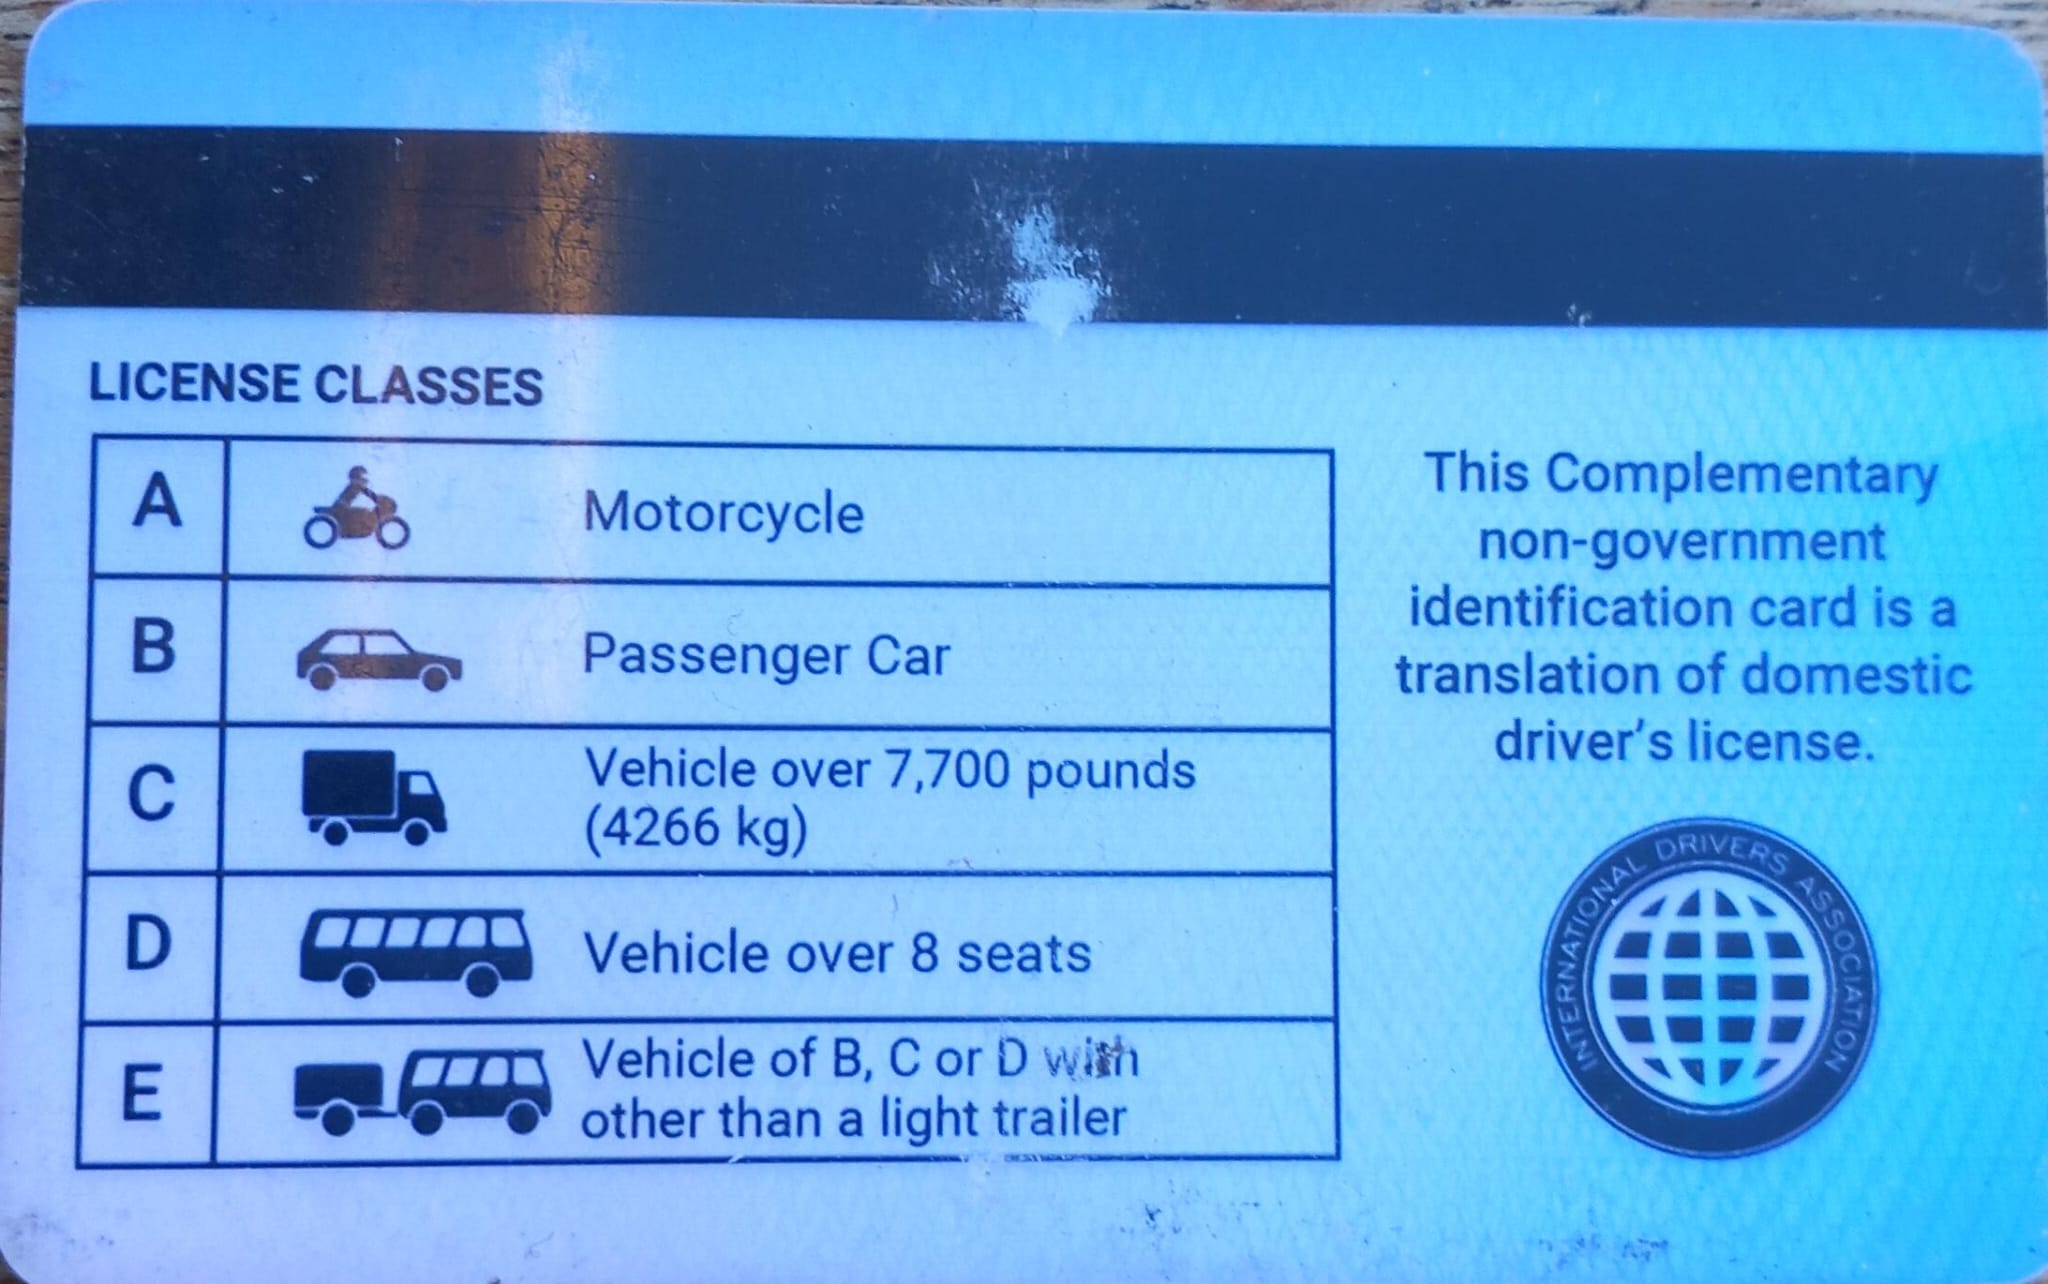 LICENSE CLASSES
A Motorcycle
B Passenger Car
C Vehicle over 7,700 pounds
(4266 kg)
D Vehicle over 8 seats
E Vehicle of B, C or D with
other than a light trailer
This Complementary
non-government
identification card is a
translation of domestic
driver's license.
INTERNATIONAL DRIVERS ASSOCIATION